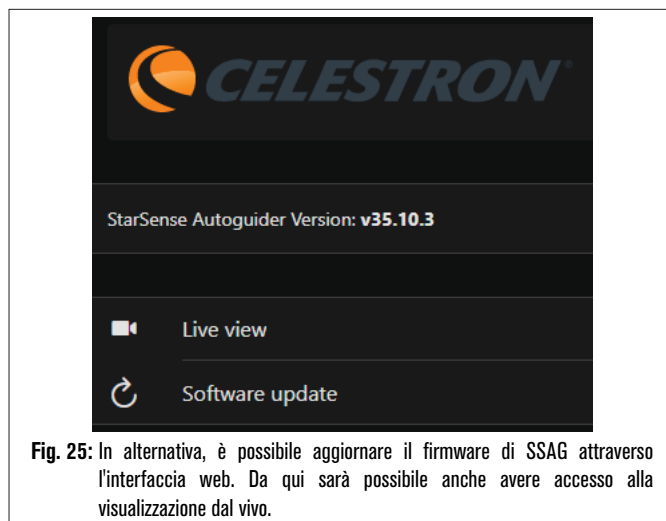 CELESTRON
StarSense Autoguider Version: v35.10.3
Live view
Software update
Fig. 25: In alternativa, è possibile aggiornare il firmware di SSAG attraverso
l'interfaccia web. Da qui sarà possibile anche avere accesso alla
visualizzazione dal vivo.